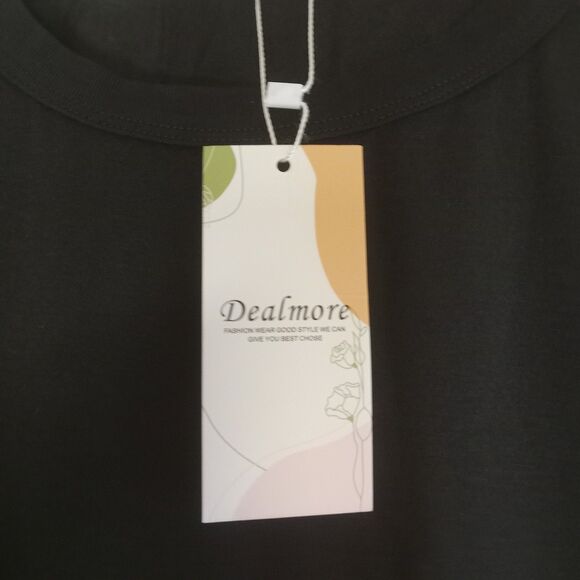 Dealmore
FASHION WEAR GOOD STYLE WE CAN
GIVE YOU BEST CHOSE